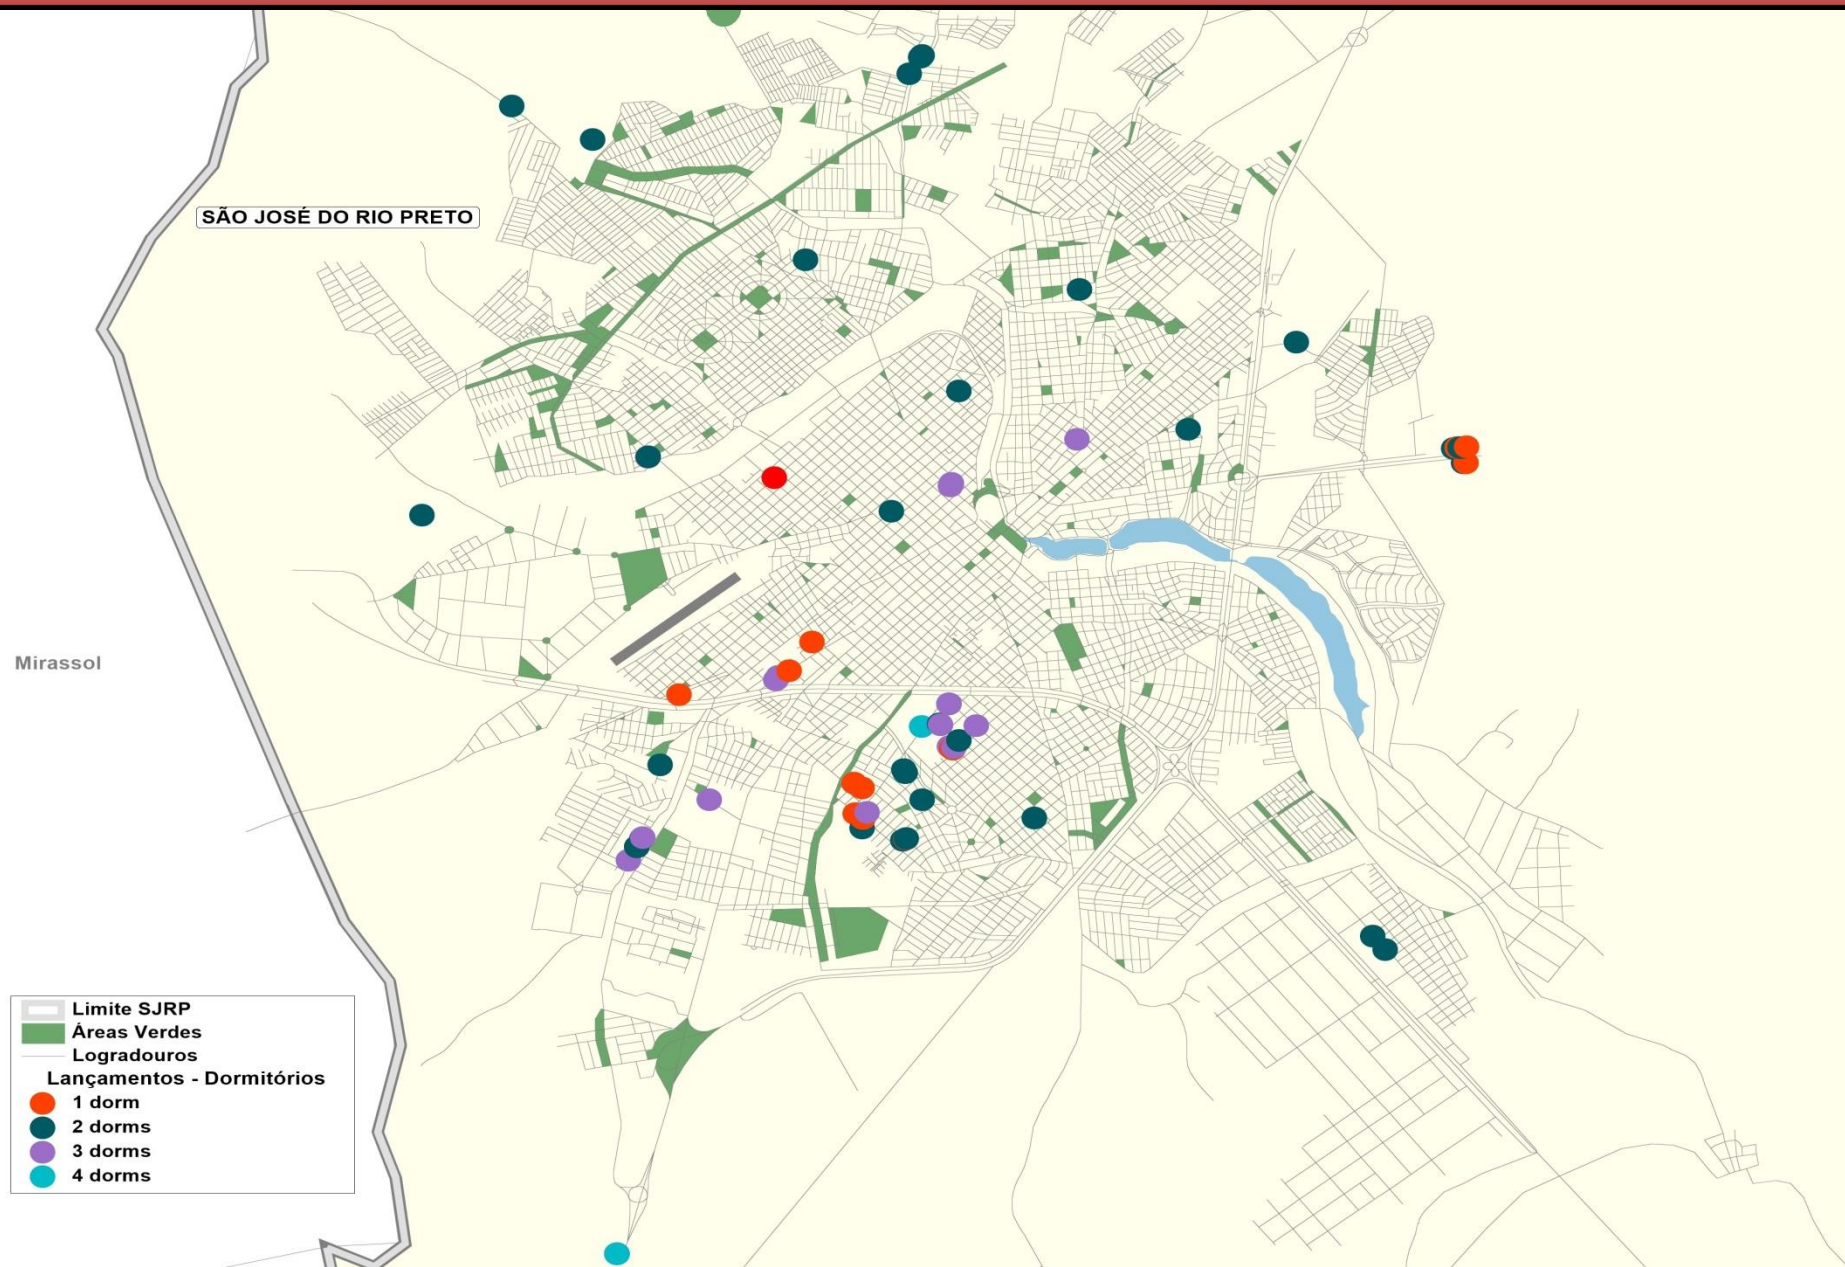 SÃO JOSÉ DO RIO PRETO
Mirassol
Limite SJRP
Áreas Verdes
Logradouros
Lançamentos - Dormitórios
1 dorm
2 dorms
3 dorms
4 dorms